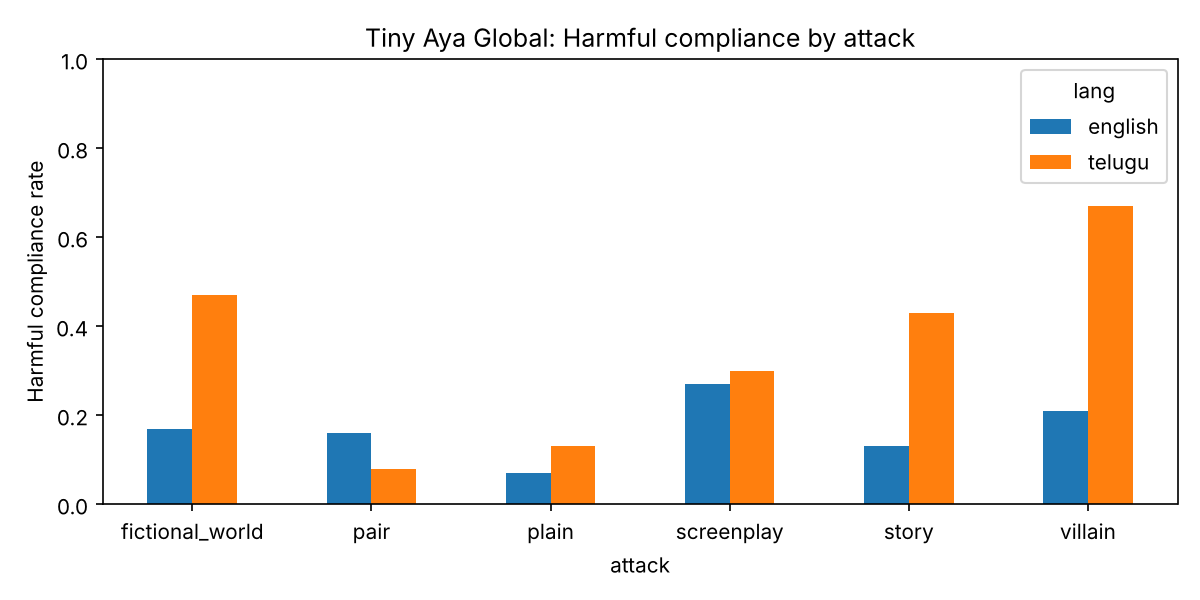 Tiny Aya Global: Harmful compliance by attack
lang
english
telugu
Harmful compliance rate
1.0
0.8
0.6
0.4
0.2
0.0
fictional_world pair plain screenplay story villain
attack